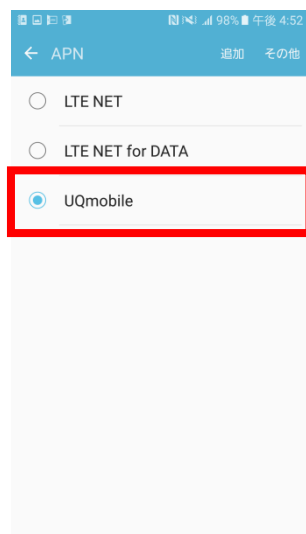 98% 午後 4:52
← APN 追加 その他
LTE NET
LTE NET for DATA
UQmobile